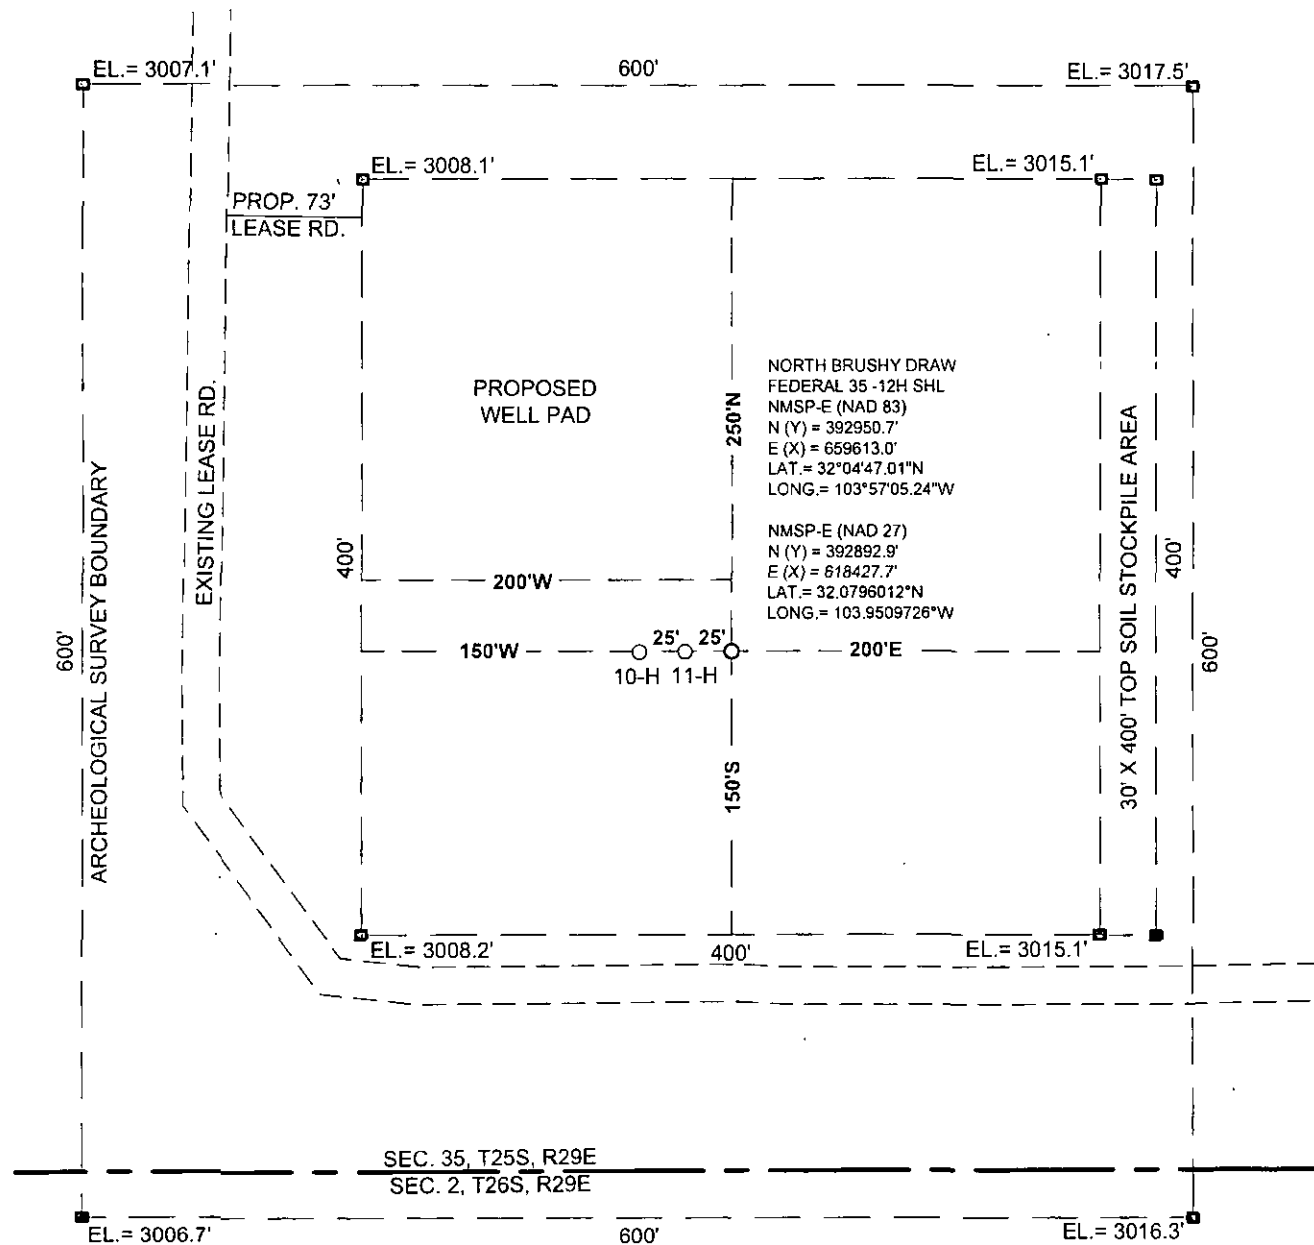 EL.= 3007.1'
600'
EL.= 3017.5'
EL.= 3008.1'
EL.= 3015.1'
PROP. 73'
LEASE RD.
PROPOSED
WELL PAD
250'N
NORTH BRUSHY DRAW
FEDERAL 35 -12H SHL
NMSP-E (NAD 83)
N (Y) = 392950.7'
E (X) = 659613.0'
LAT.= 32°04'47.01"N
LONG.= 103°57'05.24"W
NMSP-E (NAD 27)
N (Y) = 392892.9'
E (X) = 618427.7'
LAT.= 32.0796012°N
LONG.= 103.9509726°W
EXISTING LEASE RD.
ARCHEOLOGICAL SURVEY BOUNDARY
600'
400'
200'W
150'W
25'
25'
200'E
10-H
11-H
150'S
30' X 400' TOP SOIL STOCKPILE AREA
400'
600'
EL.= 3008.2'
400'
EL.= 3015.1'
SEC. 35, T25S, R29E
SEC. 2, T26S, R29E
EL.= 3006.7'
600'
EL.= 3016.3'